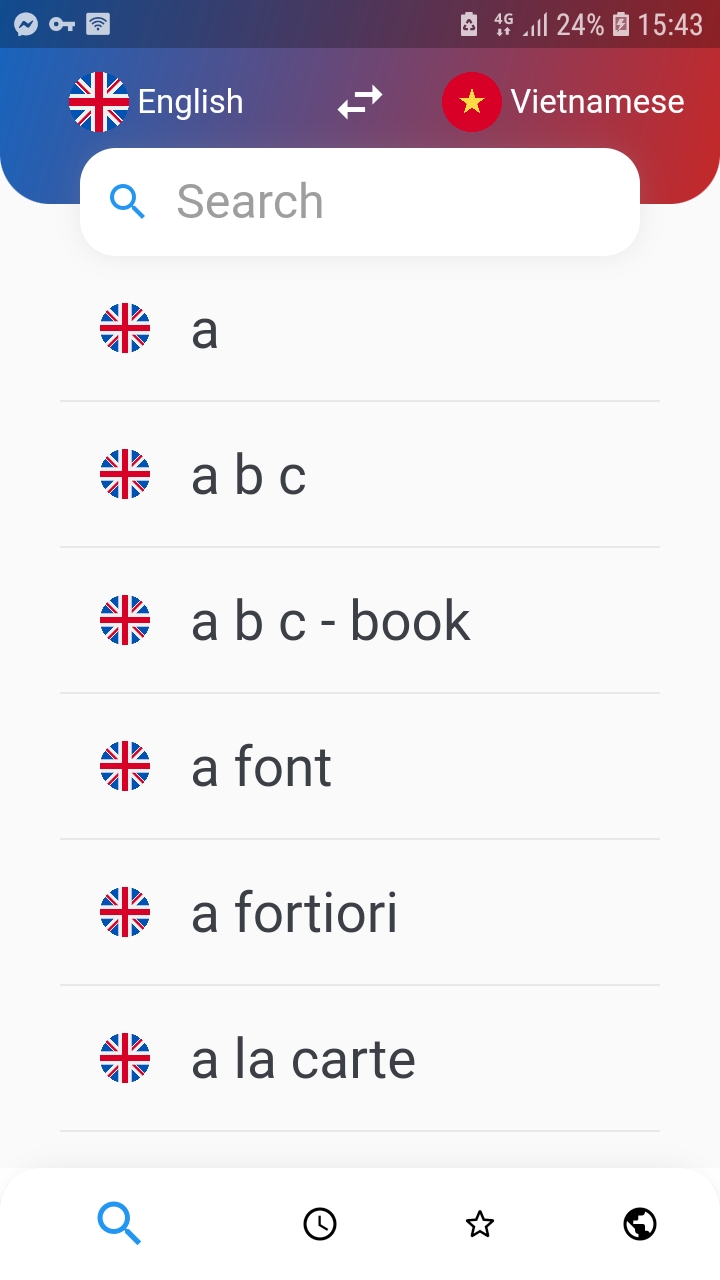 4G 24% 15:43
English Vietnamese
Search
a
a b c
a b c - book
a font
a fortiori
a la carte